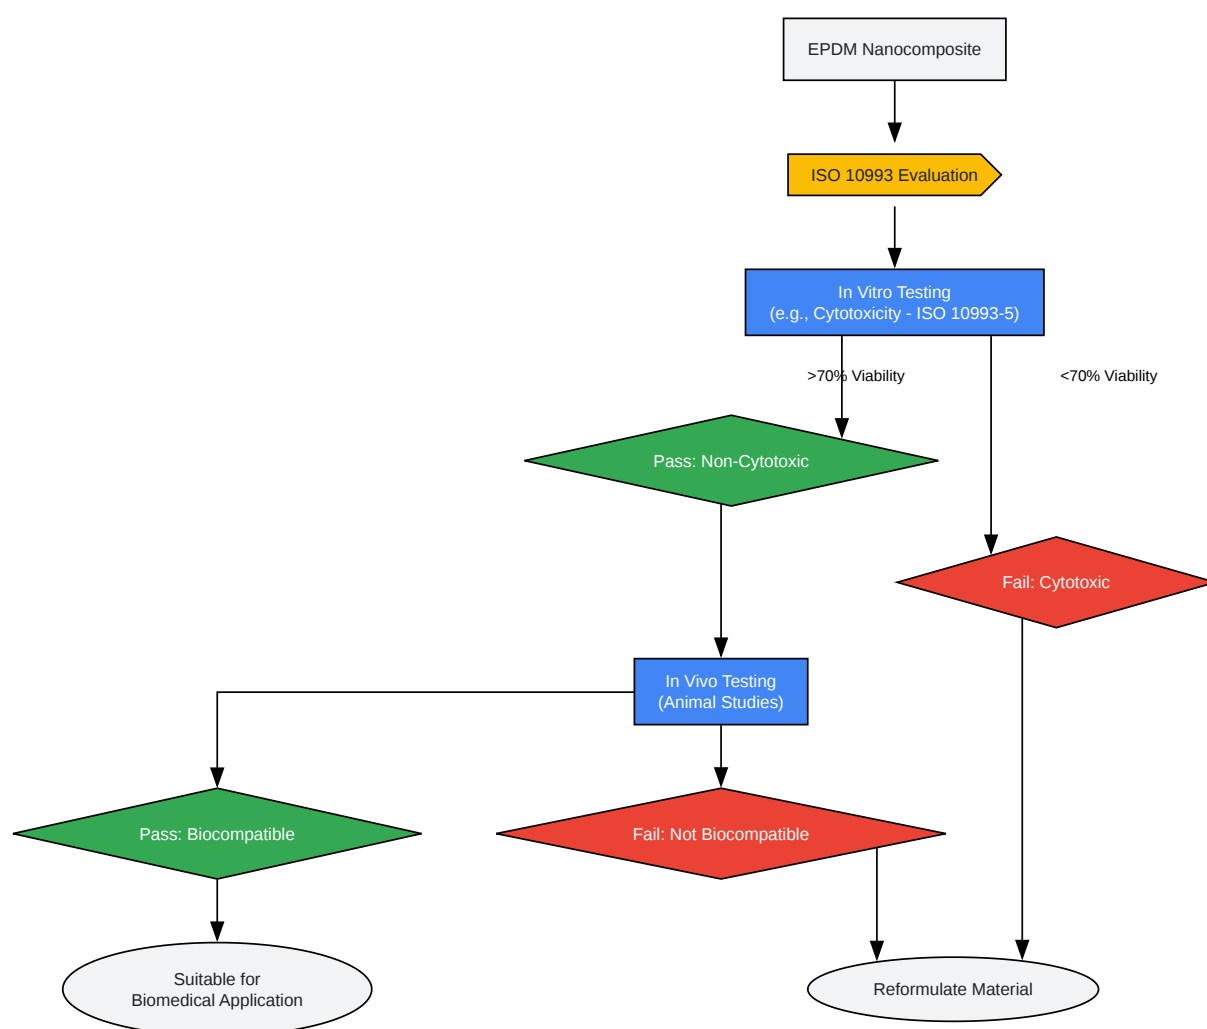 EPDM Nanocomposite
ISO 10993 Evaluation
In Vitro Testing
(e.g., Cytotoxicity - ISO 10993-5)
>70% Viability
<70% Viability
Pass: Non-Cytotoxic
Fail: Cytotoxic
In Vivo Testing
(Animal Studies)
Pass: Biocompatible
Fail: Not Biocompatible
Suitable for
Biomedical Application
Reformulate Material